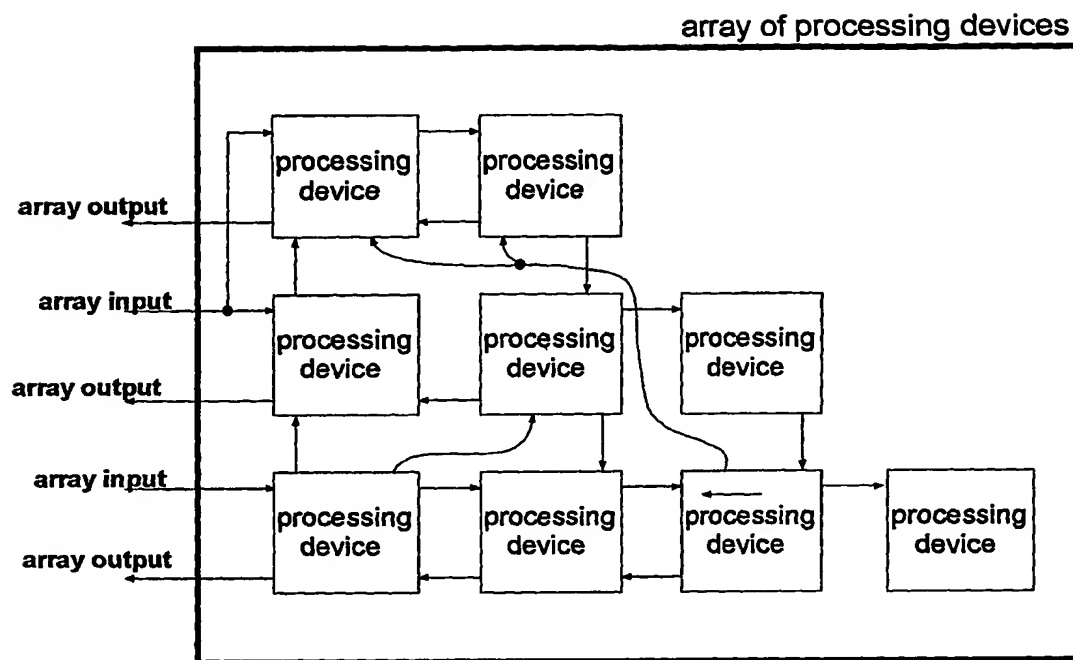 array of processing devices
processing
device
processing
device
array output
array input
processing
device
processing
device
processing
device
array output
array input
processing
device
processing
device
processing
device
processing
device
array output